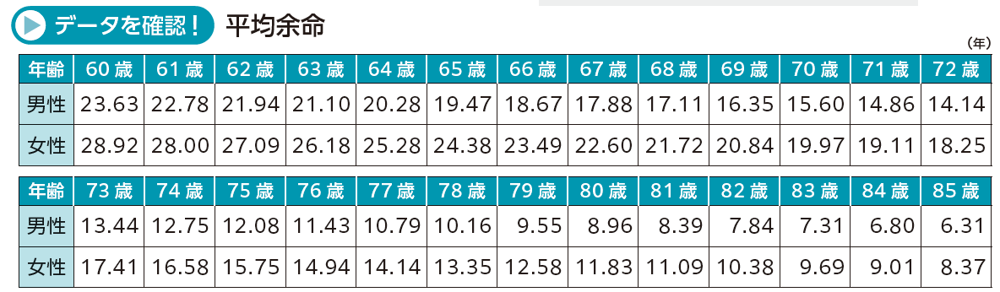 データを確認！ 平均余命
（年）
年齢 60歳 61歳 62歳 63歳 64歳 65歳 66歳 67歳 68歳 69歳 70歳 71歳 72歳
男性 23.63 22.78 21.94 21.10 20.28 19.47 18.67 17.88 17.11 16.35 15.60 14.86 14.14
女性 28.92 28.00 27.09 26.18 25.28 24.38 23.49 22.60 21.72 20.84 19.97 19.11 18.25
年齢 73歳 74歳 75歳 76歳 77歳 78歳 79歳 80歳 81歳 82歳 83歳 84歳 85歳
男性 13.44 12.75 12.08 11.43 10.79 10.16 9.55 8.96 8.39 7.84 7.31 6.80 6.31
女性 17.41 16.58 15.75 14.94 14.14 13.35 12.58 11.83 11.09 10.38 9.69 9.01 8.37